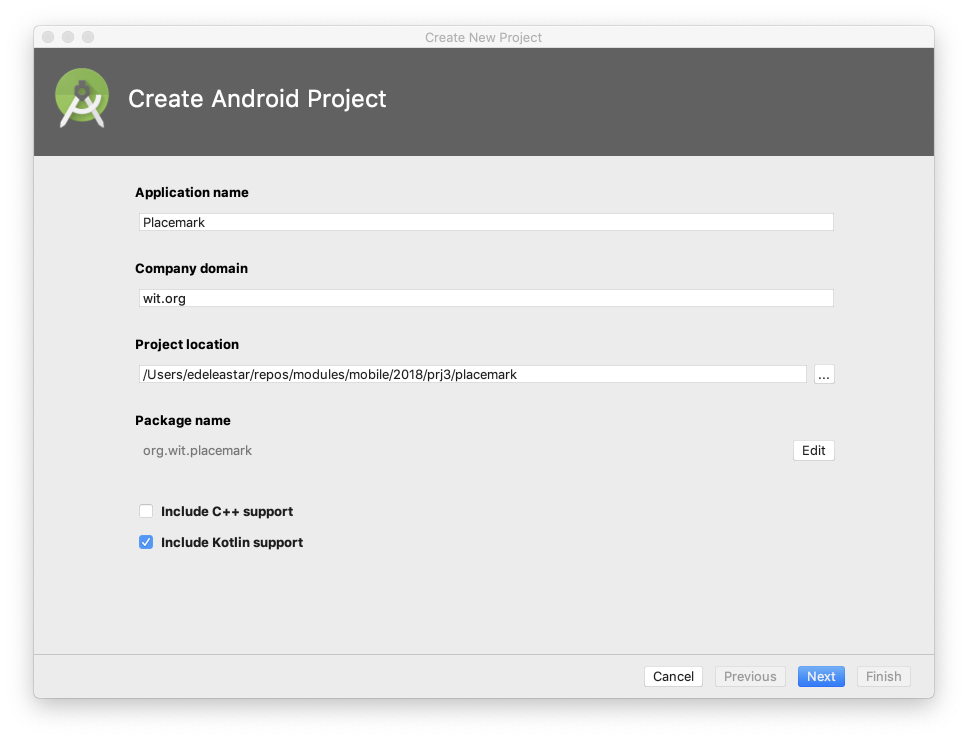 Create New Project
Create Android Project
Application name
Placemark
Company domain
wit.org
Project location
/Users/edeleastar/repos/modules/mobile/2018/prj3/placemark
...
Package name
org.wit.placemark
Edit
Include C++ support
Include Kotlin support
Cancel
Previous
Next
Finish